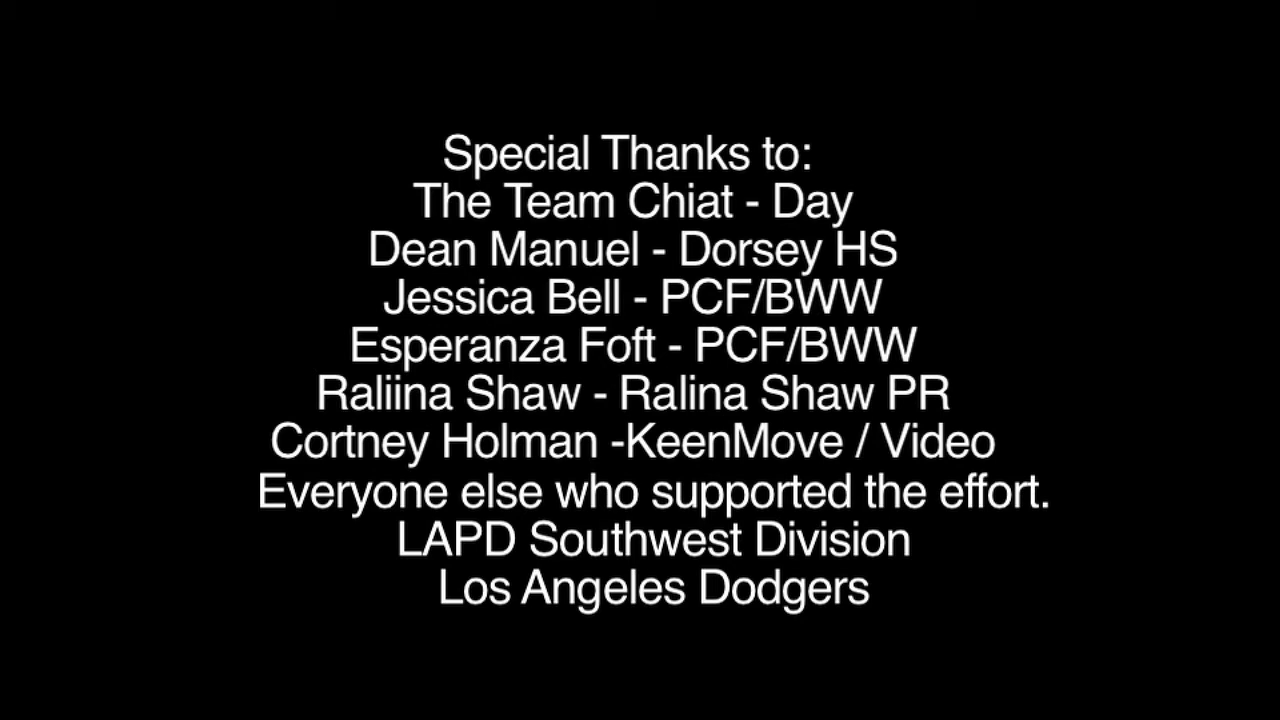 Special Thanks to:
The Team Chiat - Day
Dean Manuel - Dorsey HS
Jessica Bell - PCF/BWW
Esperanza Foft - PCF/BWW
Raliina Shaw - Ralina Shaw PR
Cortney Holman -KeenMove / Video
Everyone else who supported the effort.
LAPD Southwest Division
Los Angeles Dodgers